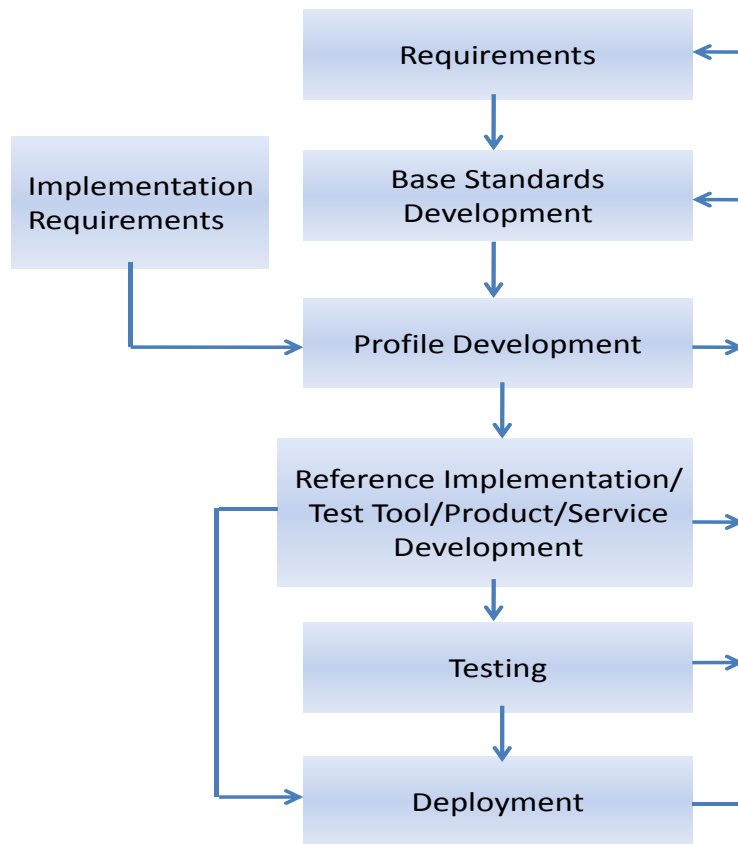 Requirements
Implementation
Requirements
Base Standards
Development
Profile Development
Reference Implementation/
Test Tool/Product/Service
Development
Testing
Deployment